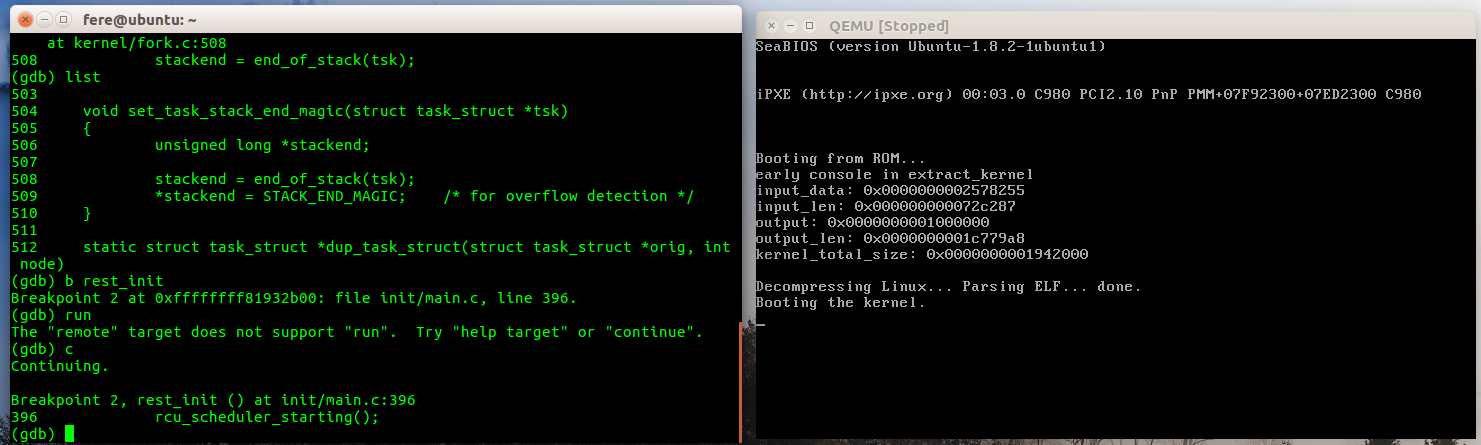 fere@ubuntu: ~
at kernel/fork.c:508
508 stackend = end_of_stack(tsk);
(gdb) list
503
504 void set_task_stack_end_magic(struct task_struct *tsk)
505 {
506 unsigned long *stackend;
507
508 stackend = end_of_stack(tsk);
509 *stackend = STACK_END_MAGIC; /* for overflow detection */
510 }
511
512 static struct task_struct *dup_task_struct(struct task_struct *orig, int
node)
(gdb) b rest_init
Breakpoint 2 at 0xffffffff81932b00: file init/main.c, line 396.
(gdb) run
The "remote" target does not support "run". Try "help target" or "continue".
(gdb) c
Continuing.
Breakpoint 2, rest_init () at init/main.c:396
396 rcu_scheduler_starting();
(gdb)
QEMU [Stopped]
SeaBIOS (version Ubuntu-1.8.2-1ubuntu1)
iPXE (http://ipxe.org) 00:03.0 C980 PCI2.10 PnP PMM+07F92300+07ED2300 C980
Booting from ROM...
early console in extract_kernel
input_data: 0x0000000002578255
input_len: 0x000000000072c287
output: 0x0000000001000000
output_len: 0x0000000001c779a8
kernel_total_size: 0x0000000001942000
Decompressing Linux... Parsing ELF... done.
Booting the kernel.